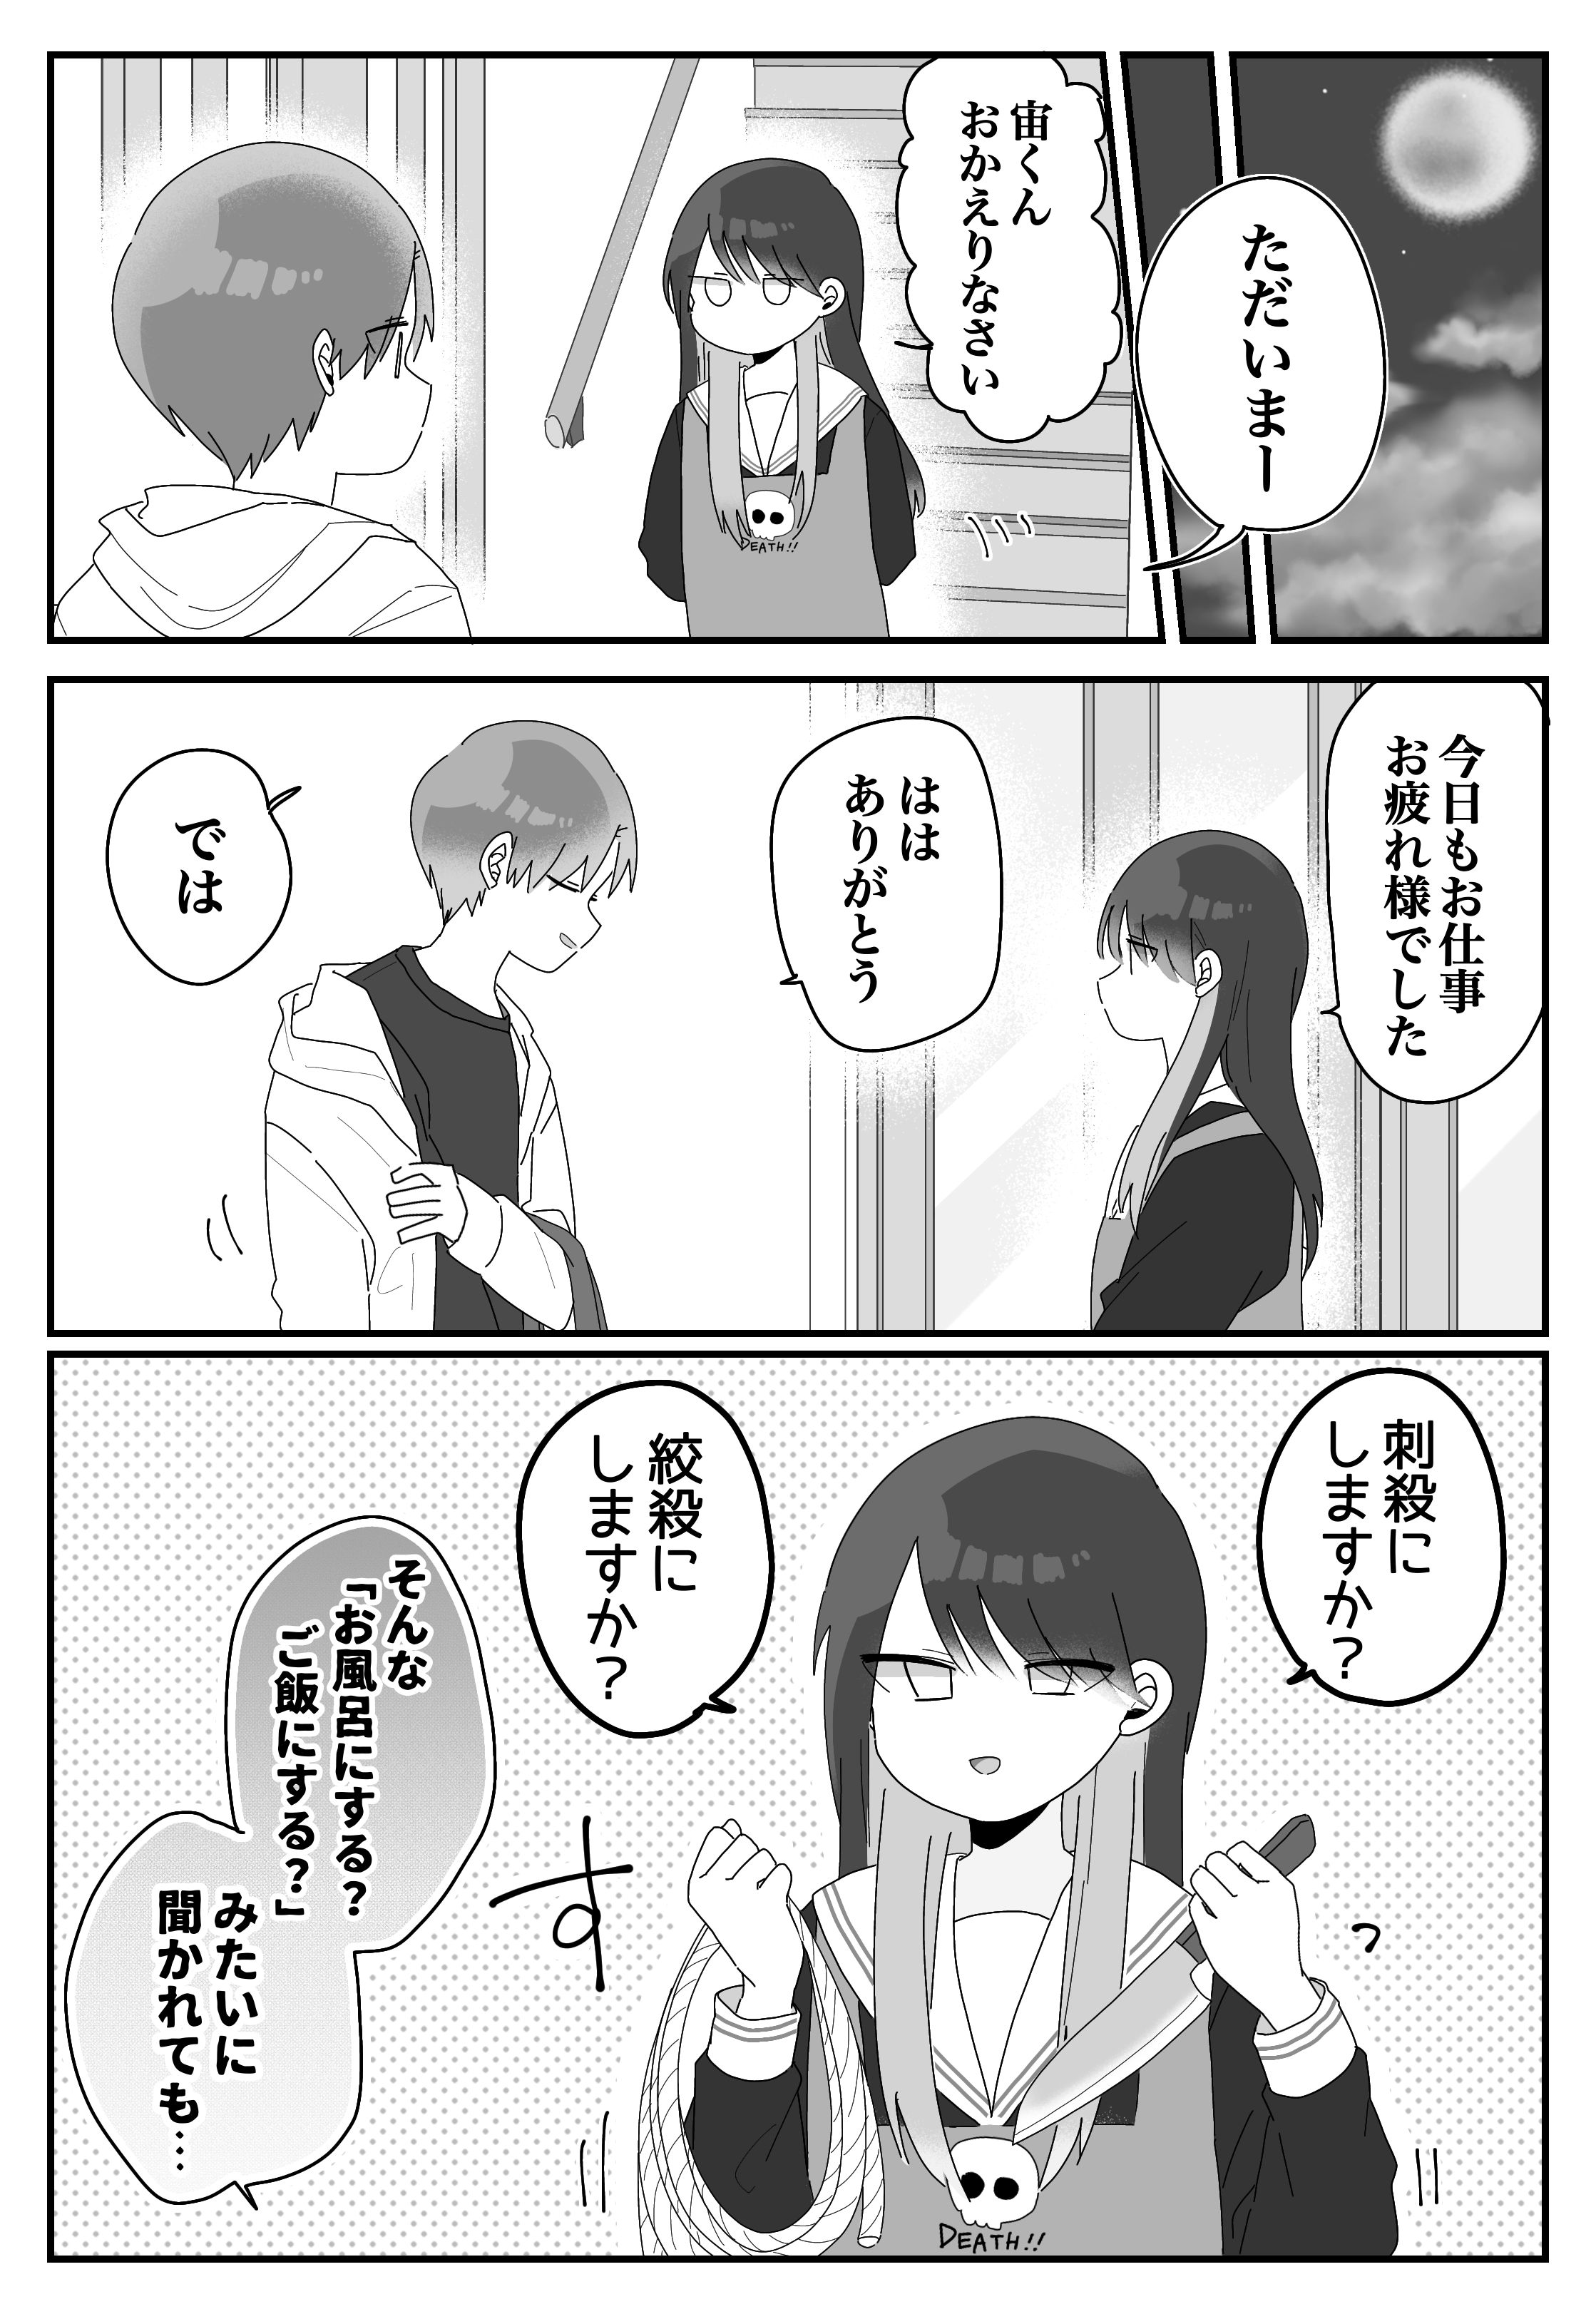 ただいまー
宙くん
おかえりなさい
DEATH!!
今日もお仕事
お疲れ様でした
はは
ありがとう
では
刺殺に
しますか?
絞殺に
しますか?
っ
す
DEATH!!
そんな
「お風呂にする?
ご飯にする?」
みたいに
聞かれても…